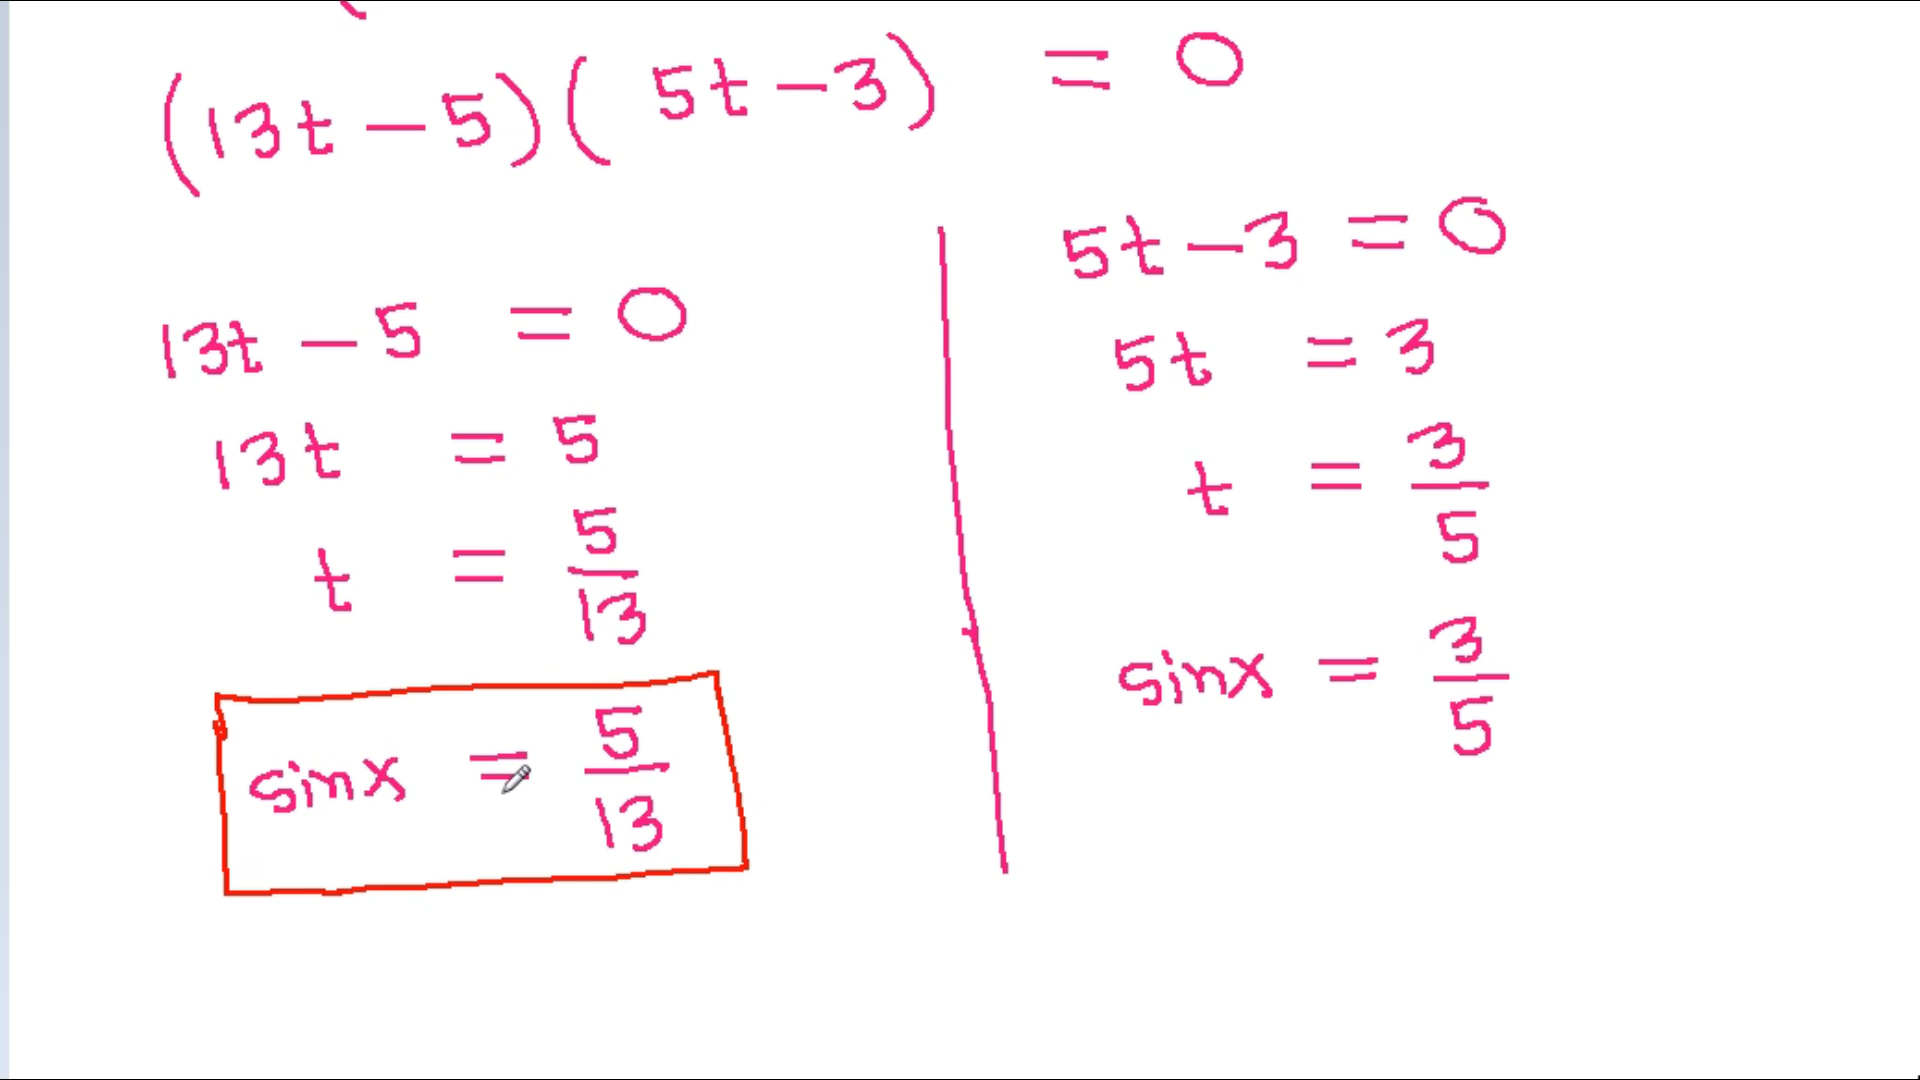 (13t - 5)(5t - 3) = 0
13t - 5 = 0
13t = 5
t = 5/13
sinx = 5/13
5t - 3 = 0
5t = 3
t = 3/5
sinx = 3/5